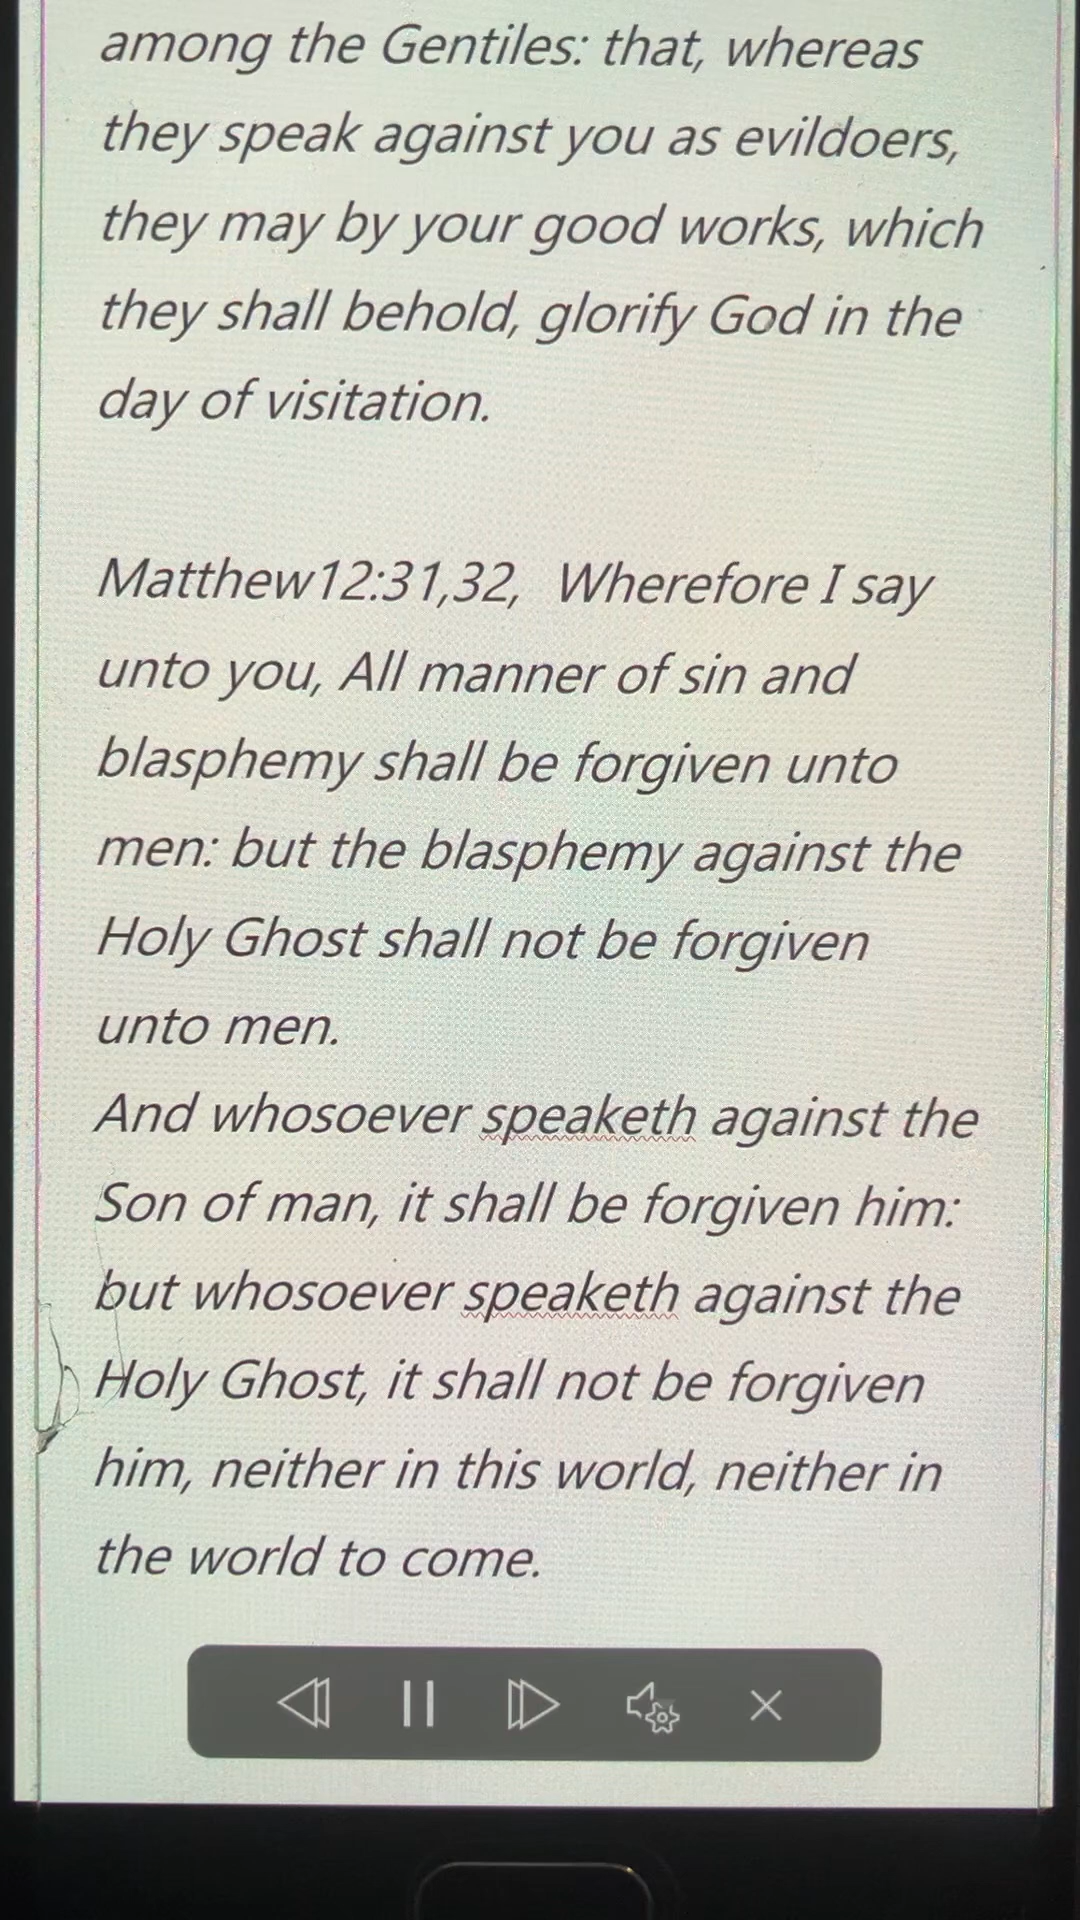 among the Gentiles: that, whereas
they speak against you as evildoers,
they may by your good works, which
they shall behold, glorify God in the
day of visitation.
Matthew12:31,32,  Wherefore I say
unto you, All manner of sin and
blasphemy shall be forgiven unto
men: but the blasphemy against the
Holy Ghost shall not be forgiven
unto men.
And whosoever speaketh against the
Son of man, it shall be forgiven him:
but whosoever speaketh against the
Holy Ghost, it shall not be forgiven
him, neither in this world, neither in
the world to come.